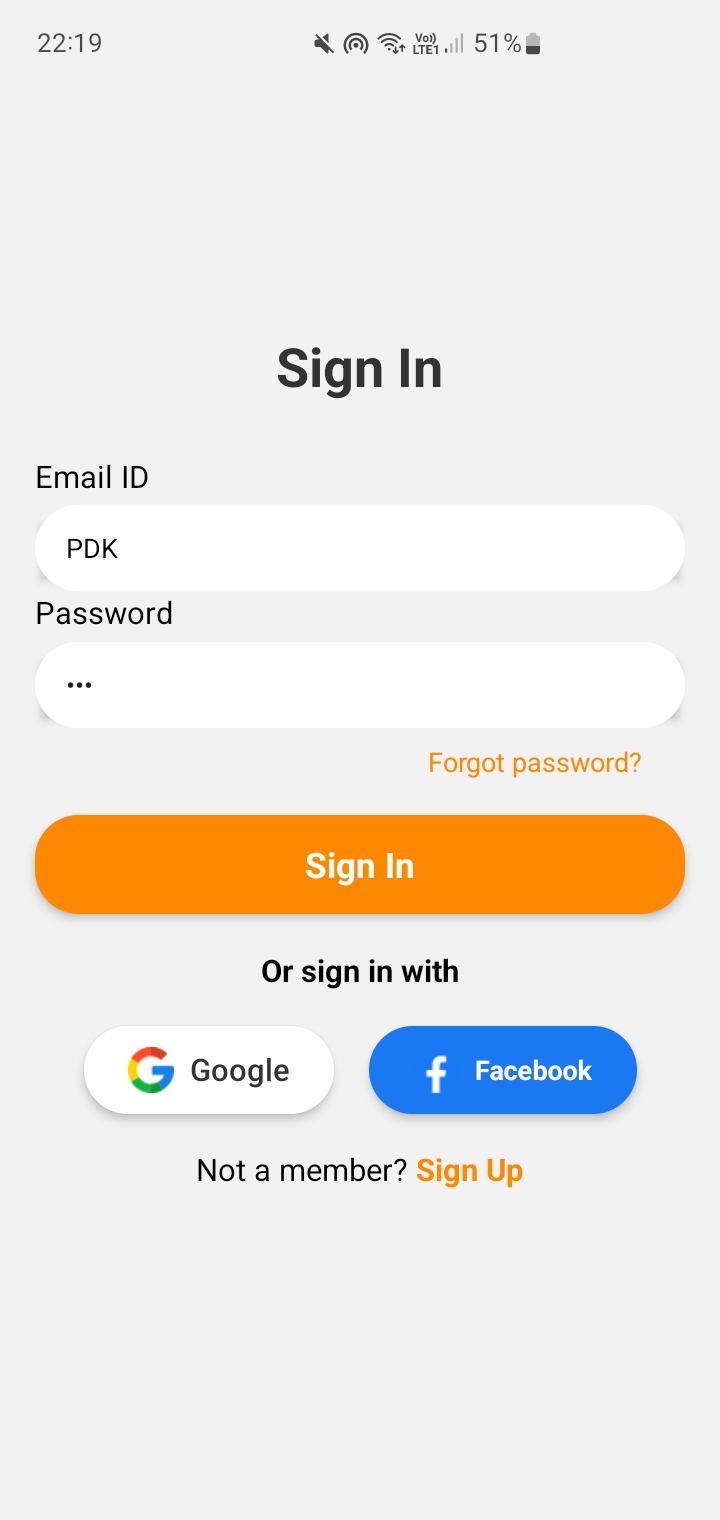 22:19 Vo)) LTE1 51%
Sign In
Email ID
PDK
Password
•••
Forgot password?
Sign In
Or sign in with
Google Facebook
Not a member? Sign Up